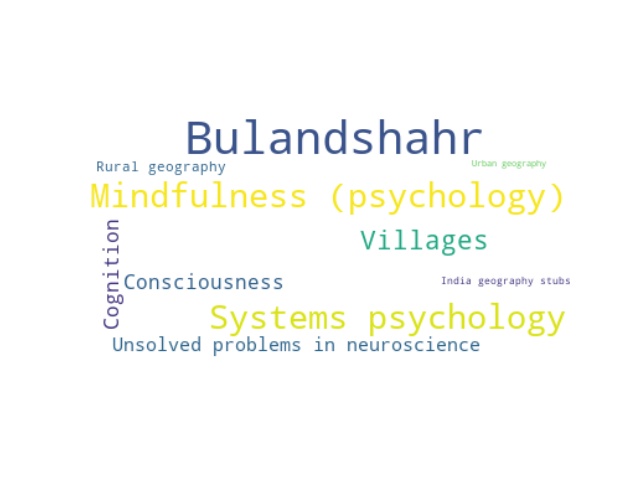 Bulandshahr
Rural geography
Urban geography
Mindfulness (psychology)
Villages
Cognition
Consciousness
India geography stubs
Systems psychology
Unsolved problems in neuroscience